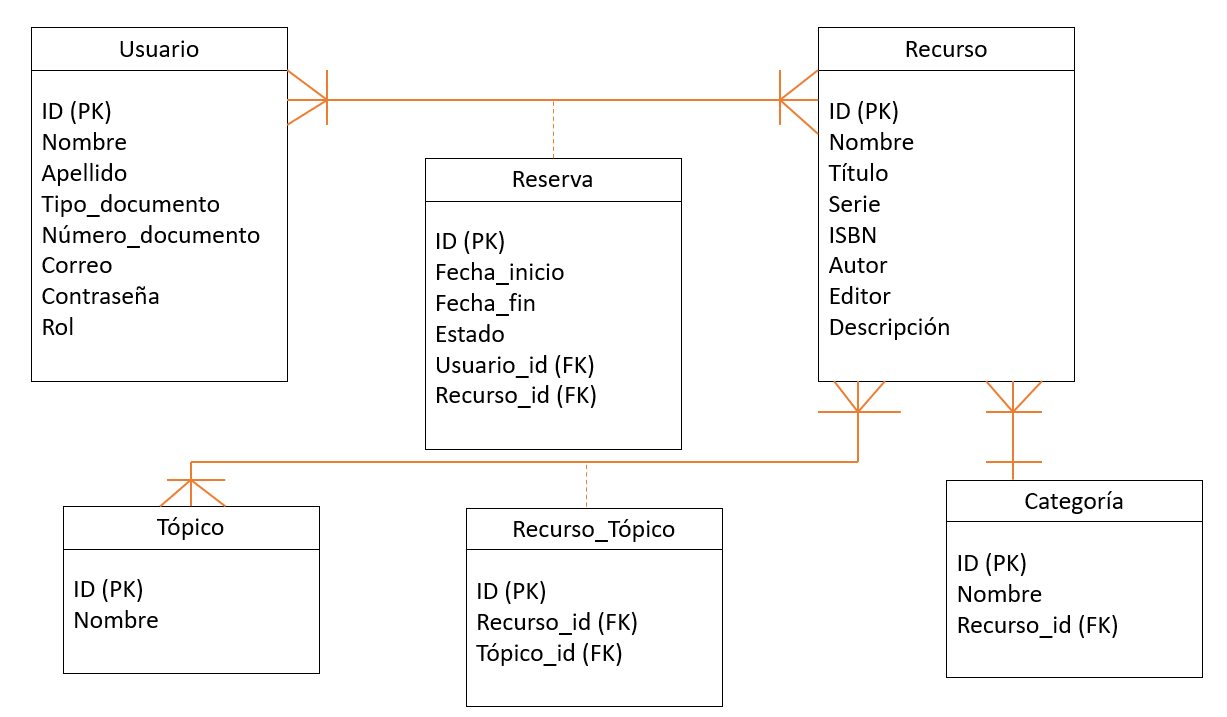 Usuario
ID (PK)
Nombre
Apellido
Tipo_documento
Número_documento
Correo
Contraseña
Rol
Reserva
ID (PK)
Fecha_inicio
Fecha_fin
Estado
Usuario_id (FK)
Recurso_id (FK)
Recurso
ID (PK)
Nombre
Título
Serie
ISBN
Autor
Editor
Descripción
Tópico
ID (PK)
Nombre
Recurso_Tópico
ID (PK)
Recurso_id (FK)
Tópico_id (FK)
Categoría
ID (PK)
Nombre
Recurso_id (FK)